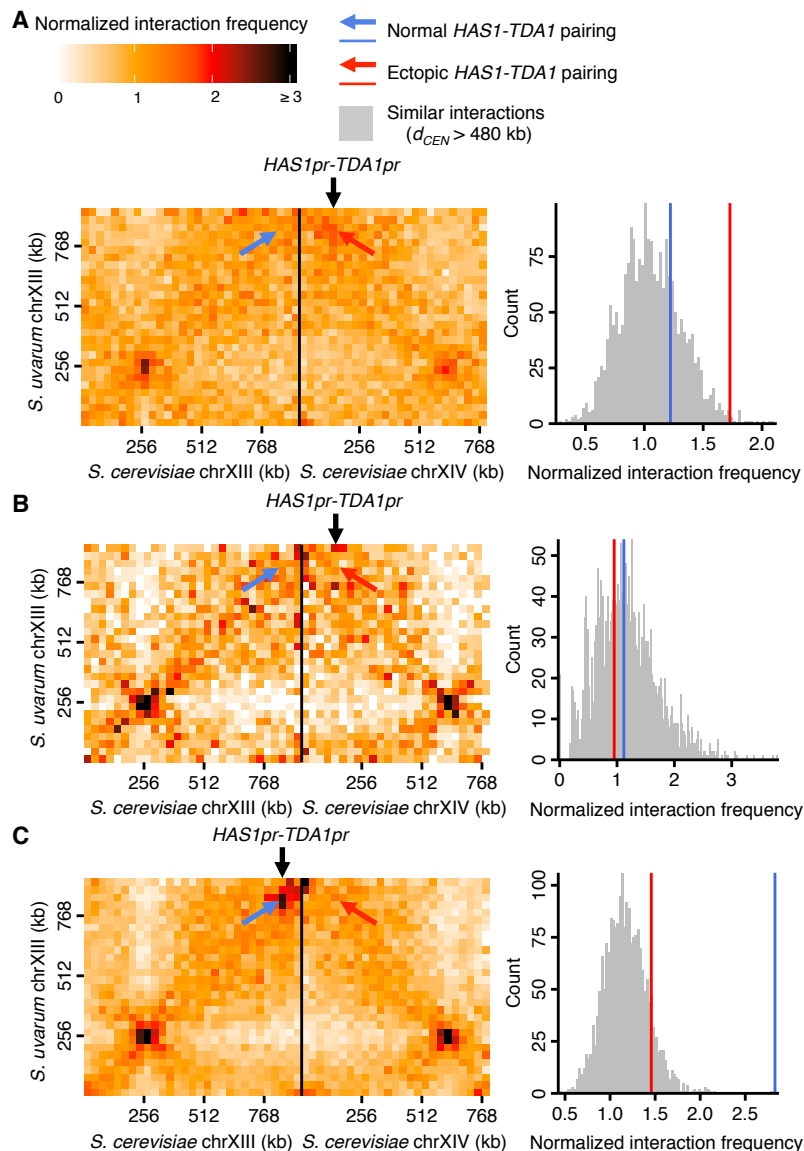 A Normalized interaction frequency
0 1 2 ≥ 3
Normal HAS1-TDA1 pairing
Ectopic HAS1-TDA1 pairing
Similar interactions
(dCEN > 480 kb)
HAS1pr-TDA1pr
S. uvarum chrXIII (kb)
768
512
256
256 512 768 256 512 768
S. cerevisiae chrXIII (kb) S. cerevisiae chrXIV (kb)
Count
75
50
25
0
0.5 1.0 1.5 2.0
Normalized interaction frequency
B
HAS1pr-TDA1pr
S. uvarum chrXIII (kb)
768
512
256
256 512 768 256 512 768
S. cerevisiae chrXIII (kb) S. cerevisiae chrXIV (kb)
Count
50
40
30
20
10
0
0 1 2 3
Normalized interaction frequency
C
HAS1pr-TDA1pr
S. uvarum chrXIII (kb)
768
512
256
256 512 768 256 512 768
S. cerevisiae chrXIII (kb) S. cerevisiae chrXIV (kb)
Count
100
75
50
25
0
0.5 1.0 1.5 2.0 2.5
Normalized interaction frequency